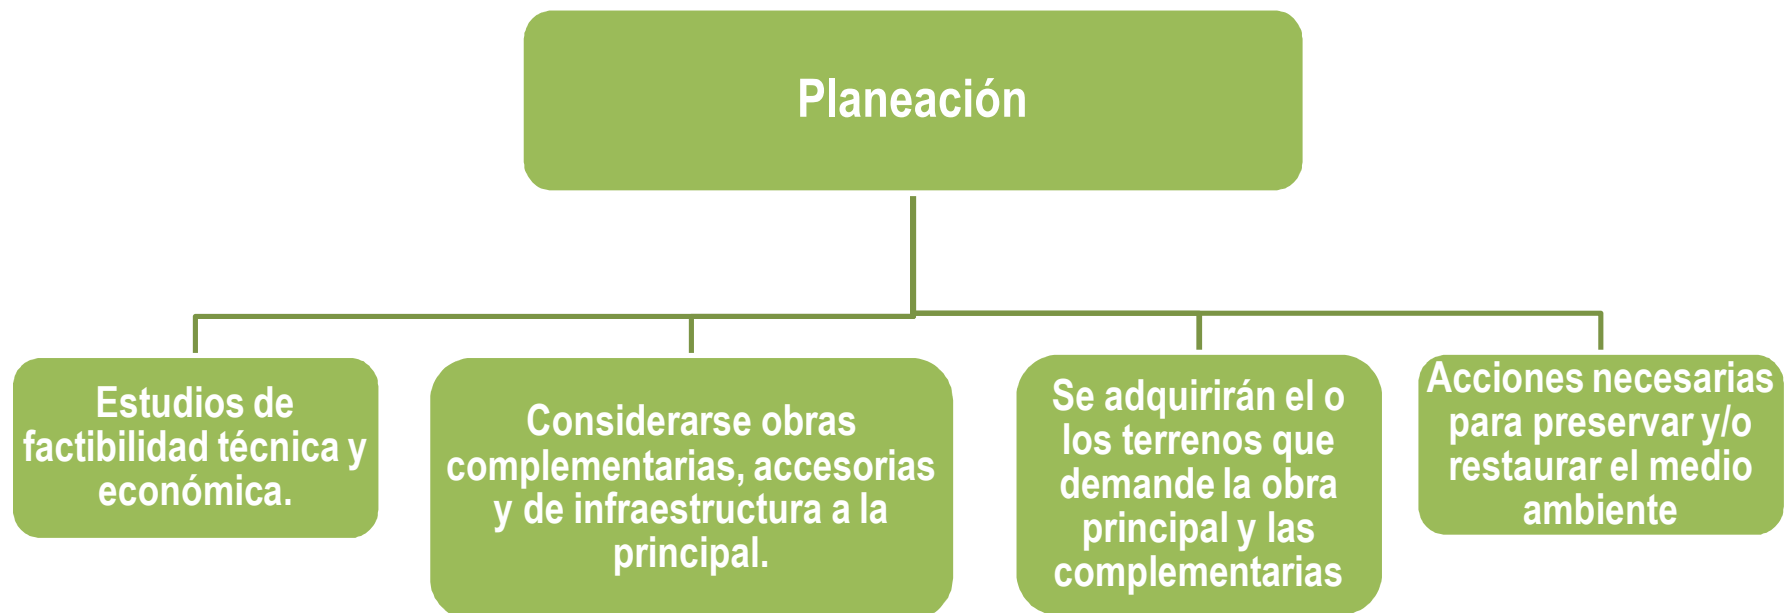 Planeación
Estudios de
factibilidad técnica y
económica.
Considerarse obras
complementarias, accesorias
y de infraestructura a la
principal.
Se adquirirán el o
los terrenos que
demande la obra
principal y las
complementarias
Acciones necesarias
para preservar y/o
restaurar el medio
ambiente